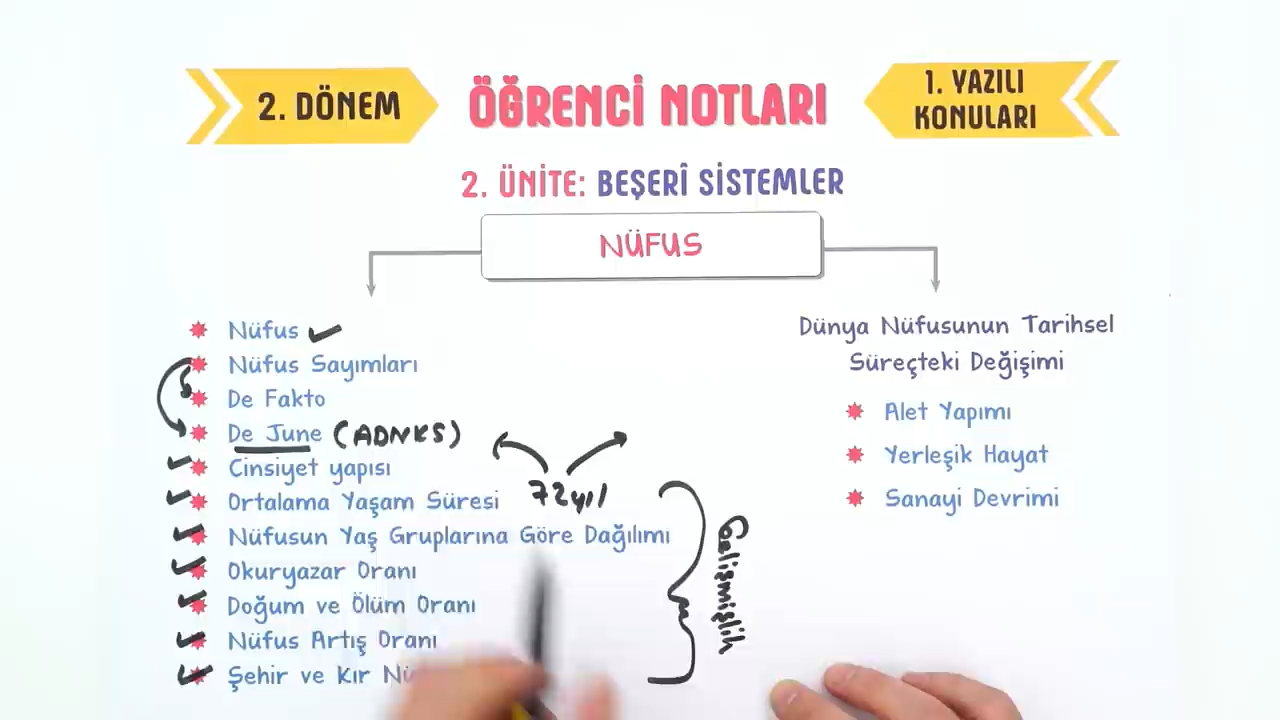 2. DÖNEM
ÖĞRENCİ NOTLARI
1. YAZILI
KONULARI
2. ÜNİTE: BEŞERÎ SİSTEMLER
NÜFUS
Nüfus
Nüfus Sayımları
De Fakto
De June (ADNKS)
Cinsiyet yapısı
Ortalama Yaşam Süresi
72 yıl
Nüfusun Yaş Gruplarına Göre Dağılımı
Okuryazar Oranı
Doğum ve Ölüm Oranı
Nüfus Artış Oranı
Şehir ve Kır
Gelişmişlik
Dünya Nüfusunun Tarihsel
Süreçteki Değişimi
Alet Yapımı
Yerleşik Hayat
Sanayi Devrimi